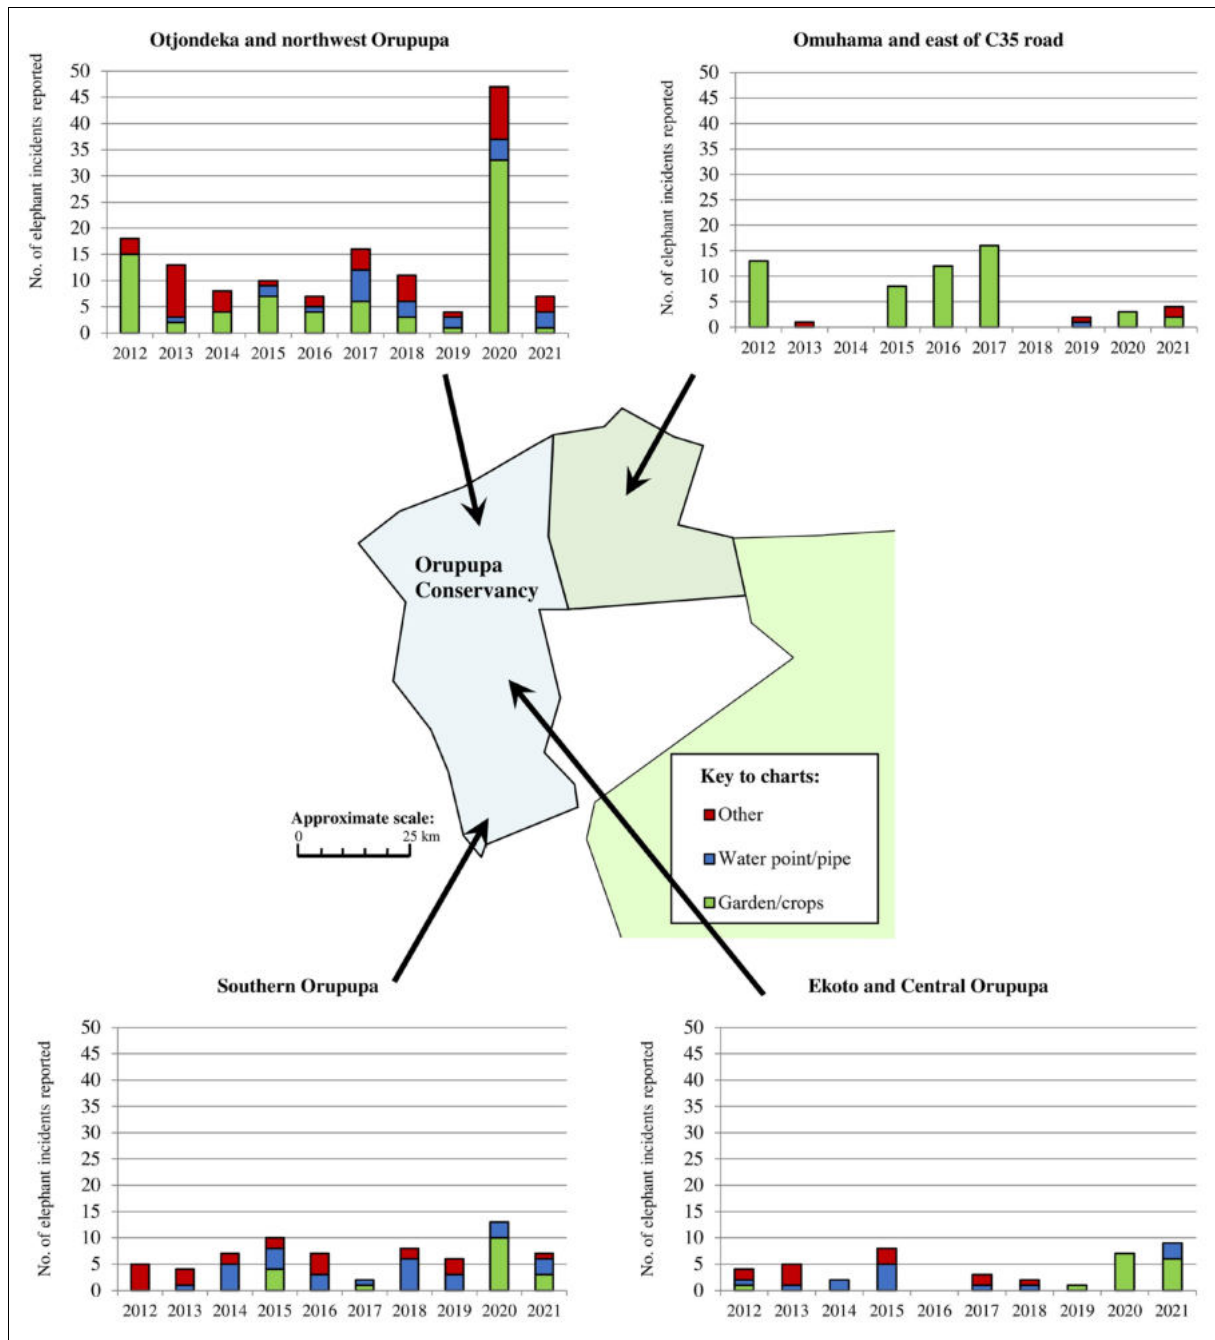 Otjondeka and northwest Orupupa
No. of elephant incidents reported
50
45
40
35
30
25
20
15
10
5
0
2012 2013 2014 2015 2016 2017 2018 2019 2020 2021
Omuhama and east of C35 road
No. of elephant incidents reported
50
45
40
35
30
25
20
15
10
5
0
2012 2013 2014 2015 2016 2017 2018 2019 2020 2021
Orupupa
Conservancy
Approximate scale:
0 25 km
Key to charts:
Other
Water point/pipe
Garden/crops
Southern Orupupa
No. of elephant incidents reported
50
45
40
35
30
25
20
15
10
5
0
2012 2013 2014 2015 2016 2017 2018 2019 2020 2021
Ekoto and Central Orupupa
No. of elephant incidents reported
50
45
40
35
30
25
20
15
10
5
0
2012 2013 2014 2015 2016 2017 2018 2019 2020 2021